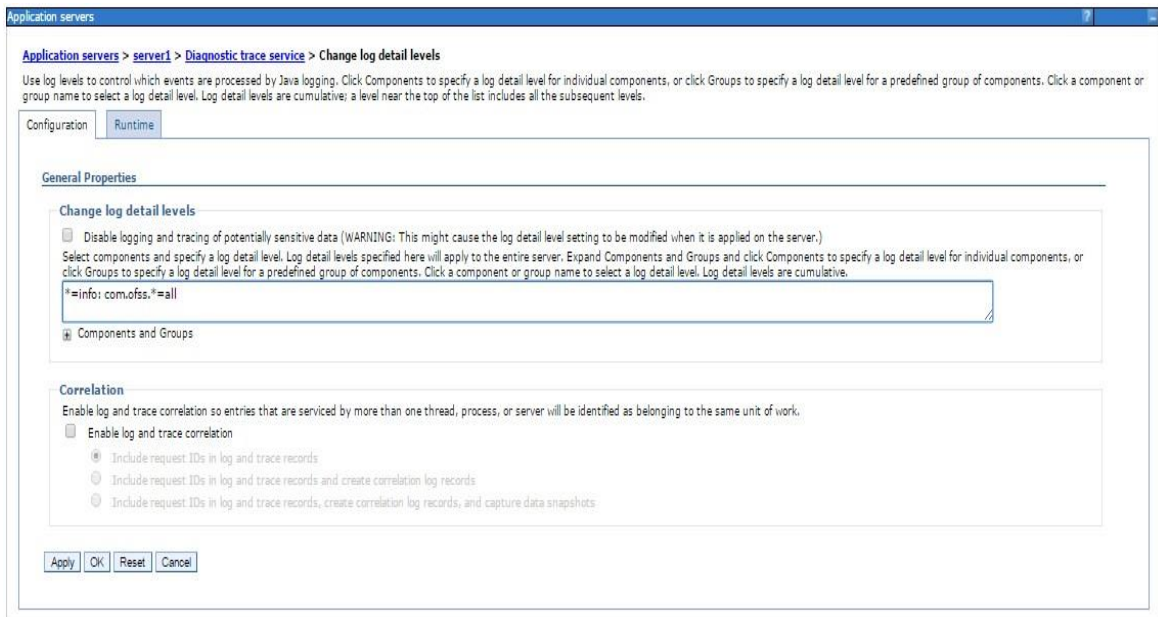 Application servers
?
Application servers > server1 > Diagnostic trace service > Change log detail levels
Use log levels to control which events are processed by Java logging. Click Components to specify a log detail level for individual components, or click Groups to specify a log detail level for a predefined group of components. Click a component or
group name to select a log detail level. Log detail levels are cumulative; a level near the top of the list includes all the subsequent levels.
Configuration Runtime
General Properties
Change log detail levels
Disable logging and tracing of potentially sensitive data (WARNING: This might cause the log detail level setting to be modified when it is applied on the server.)
Select components and specify a log detail level. Log detail levels specified here will apply to the entire server. Expand Components and Groups and click Components to specify a log detail level for individual components, or
click Groups to specify a log detail level for a predefined group of components. Click a component or group name to select a log detail level. Log detail levels are cumulative.
*=info: com.ofss.*=all
Components and Groups
Correlation
Enable log and trace correlation so entries that are serviced by more than one thread, process, or server will be identified as belonging to the same unit of work.
Enable log and trace correlation
Include request IDs in log and trace records
Include request IDs in log and trace records and create correlation log records
Include request IDs in log and trace records, create correlation log records, and capture data snapshots
Apply OK Reset Cancel